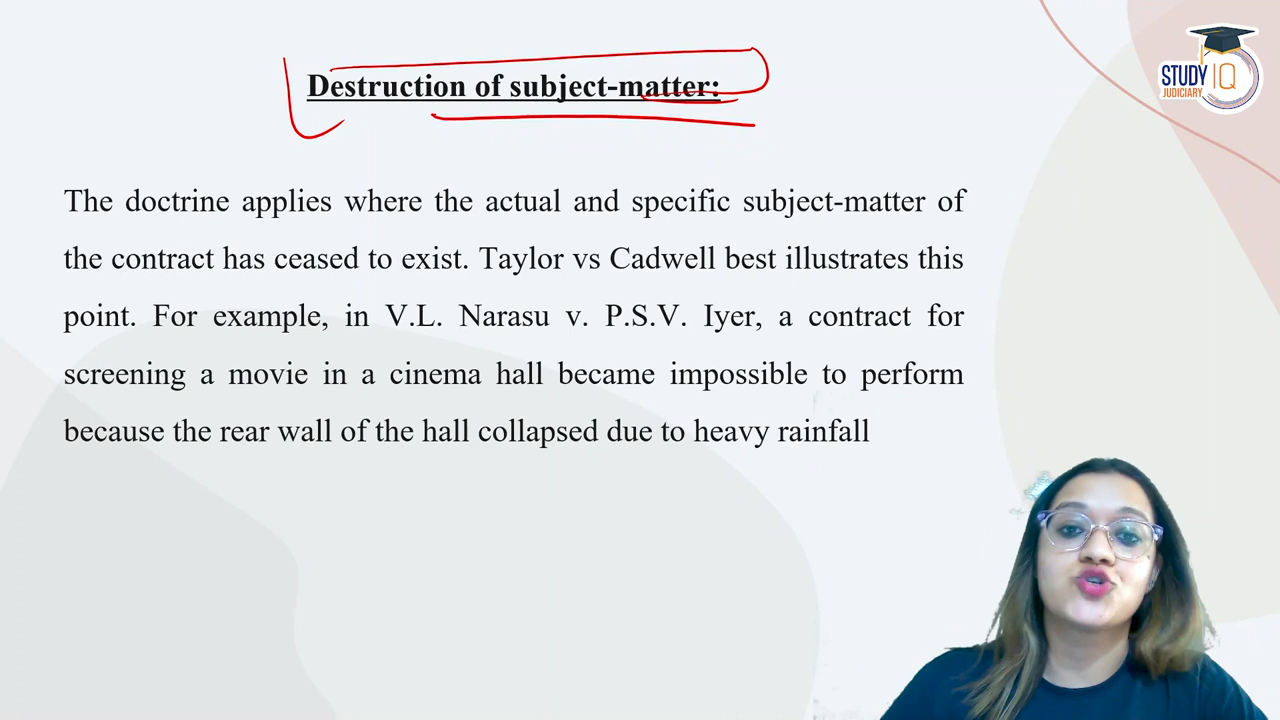 Destruction of subject-matter:
STUDY IQ
JUDICIARY
The doctrine applies where the actual and specific subject-matter of
the contract has ceased to exist. Taylor vs Cadwell best illustrates this
point. For example, in V.L. Narasu v. P.S.V. Iyer, a contract for
screening a movie in a cinema hall became impossible to perform
because the rear wall of the hall collapsed due to heavy rainfall